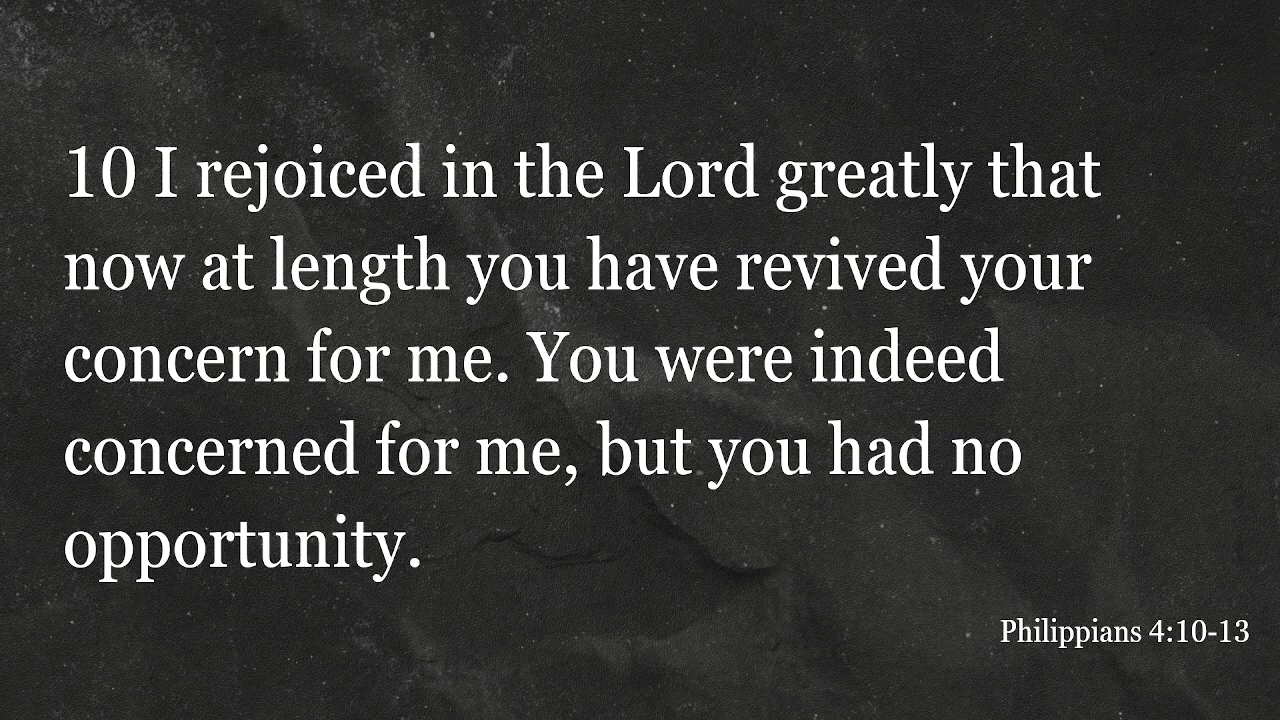 10 I rejoiced in the Lord greatly that
now at length you have revived your
concern for me. You were indeed
concerned for me, but you had no
opportunity.
Philippians 4:10-13